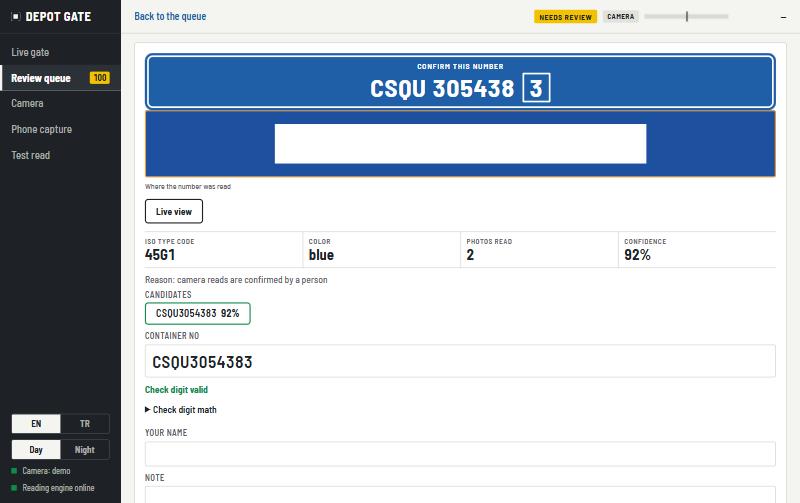 DEPOT GATE
Live gate
Review queue 100
Camera
Phone capture
Test read
EN TR
Day Night
Camera: demo
Reading engine online
Back to the queue
NEEDS REVIEW CAMERA
–
CONFIRM THIS NUMBER
CSQU 305438 3
Where the number was read
Live view
ISO TYPE CODE
45G1
COLOR
blue
PHOTOS READ
2
CONFIDENCE
92%
Reason: camera reads are confirmed by a person
CANDIDATES
CSQU3054383 92%
CONTAINER NO
CSQU3054383
Check digit valid
Check digit math
YOUR NAME
NOTE